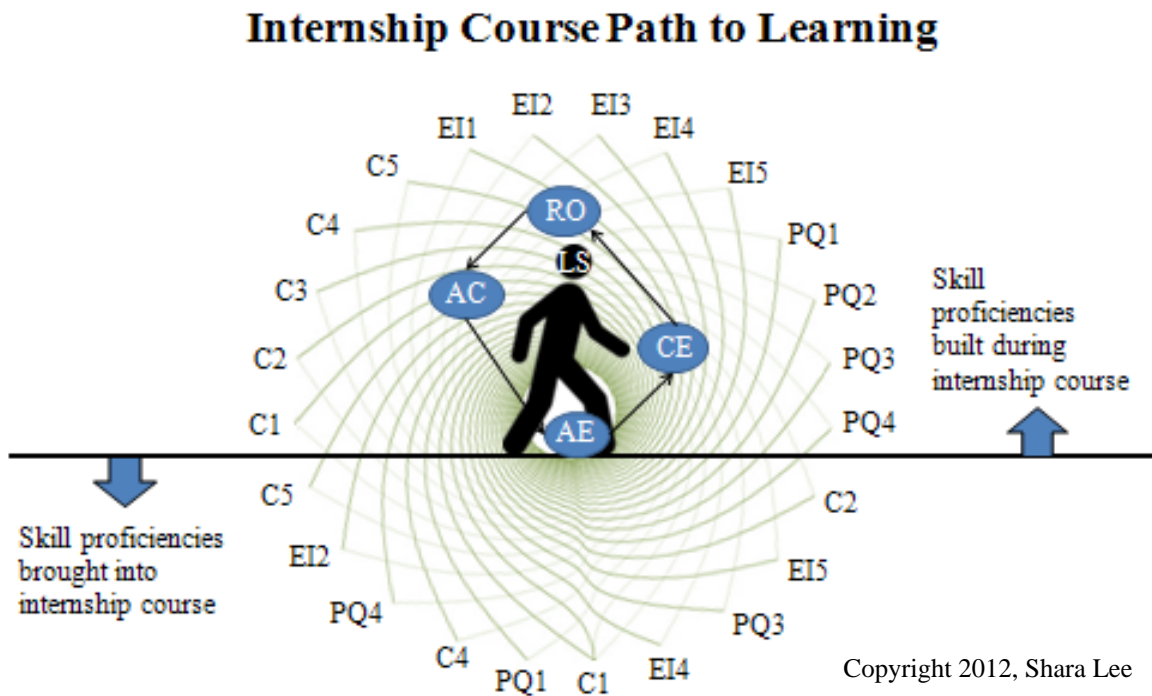 Internship Course Path to Learning
EI2
EI3
EI1
EI4
C5
EI5
RO
C4
PQ1
LS
C3
AC
PQ2
Skill
proficiencies
built during
internship course
C2
CE
PQ3
C1
AE
PQ4
C5
C2
Skill proficiencies
brought into
internship course
EI2
EI5
PQ4
PQ3
C4
EI4
PQ1
C1
Copyright 2012, Shara Lee